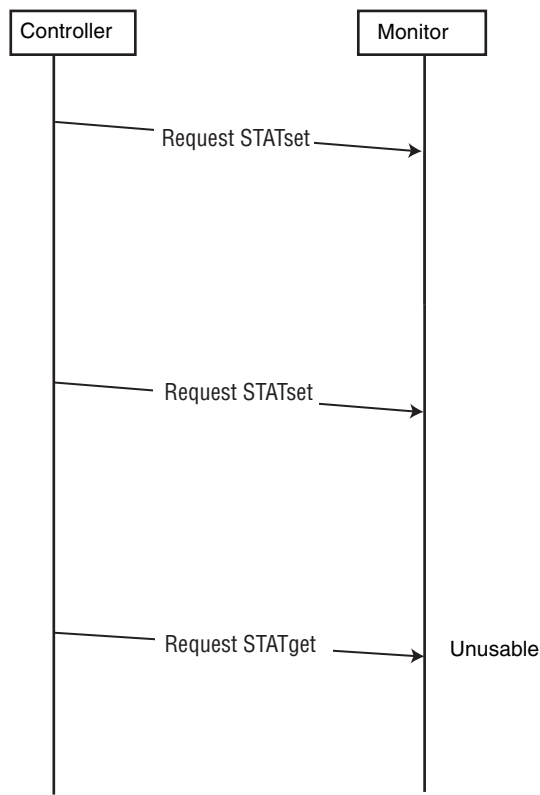 Controller
Monitor
Request STATset
Request STATset
Request STATget
Unusable